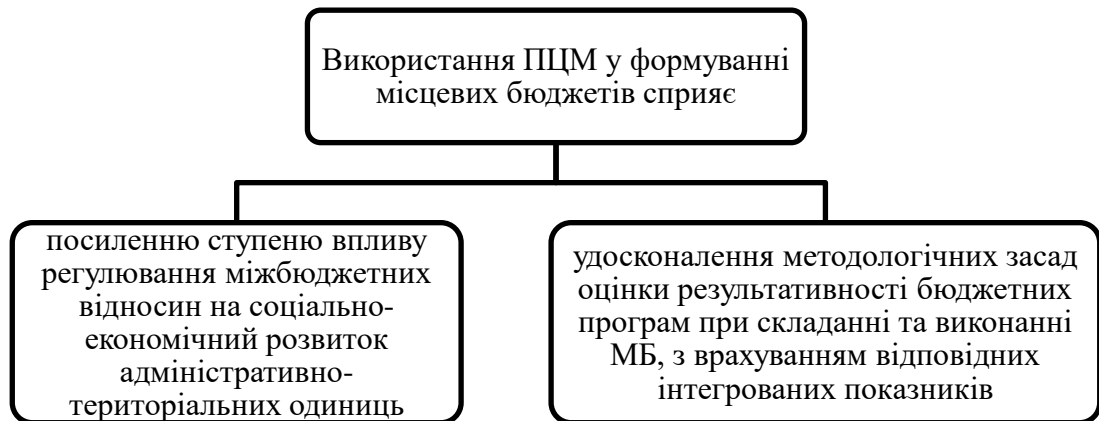 Використання ПЦМ у формуванні
місцевих бюджетів сприяє
посиленню ступеню впливу
регулювання міжбюджетних
відносин на соціально-
економічний розвиток
адміністративно-
територіальних одиниць
удосконалення методологічних засад
оцінки результативності бюджетних
програм при складанні та виконанні
МБ, з врахуванням відповідних
інтегрованих показників